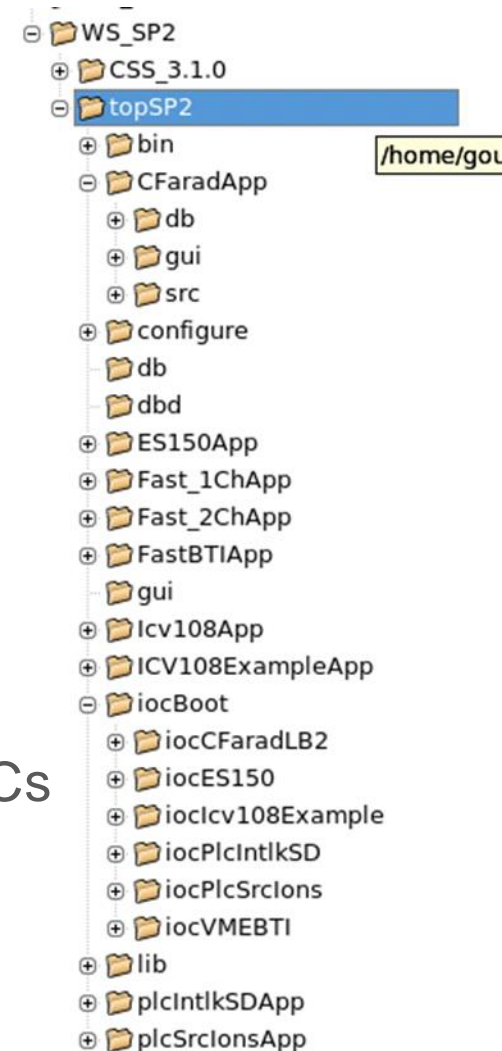 WS_SP2
CSS_3.1.0
topSP2
bin
/home/gou
CFaradApp
db
gui
src
configure
db
dbd
ES150App
Fast_1ChApp
Fast_2ChApp
FastBTIApp
gui
Icv108App
ICV108ExampleApp
iocBoot
iocCFaradLB2
Cs
iocES150
iocIcv108Example
iocPlcIntlkSD
iocPlcSrcIons
iocVMEBTI
lib
plcIntlkSDApp
plcSrcIonsApp